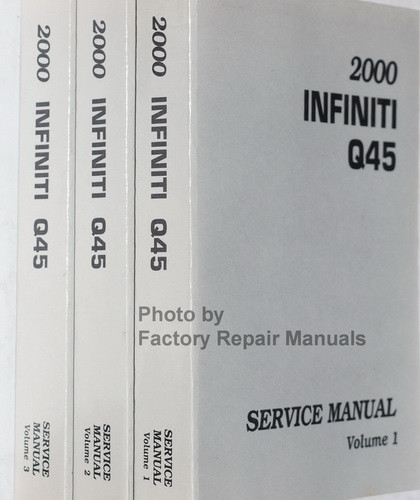 2000 INFINITI Q45
SERVICE
MANUAL
Volume 3
2000 INFINITI Q45
SERVICE
MANUAL
Volume 2
2000 INFINITI Q45
SERVICE
MANUAL
Volume 1
2000
INFINITI
Q45
SERVICE MANUAL
Volume 1
Photo by
Factory Repair Manuals